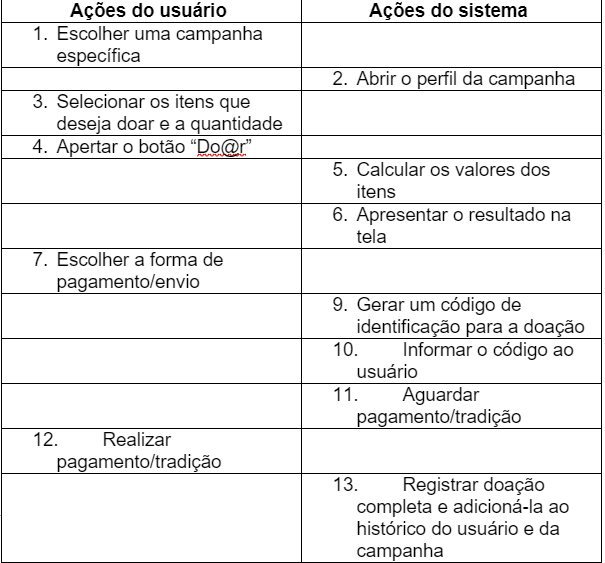 Ações do usuário
Ações do sistema
1. Escolher uma campanha
específica
2. Abrir o perfil da campanha
3. Selecionar os itens que
deseja doar e a quantidade
4. Apertar o botão “Do@r”
5. Calcular os valores dos
itens
6. Apresentar o resultado na
tela
7. Escolher a forma de
pagamento/envio
9. Gerar um código de
identificação para a doação
10. Informar o código ao
usuário
11. Aguardar
pagamento/tradição
12. Realizar
pagamento/tradição
13. Registrar doação
completa e adicioná-la ao
histórico do usuário e da
campanha